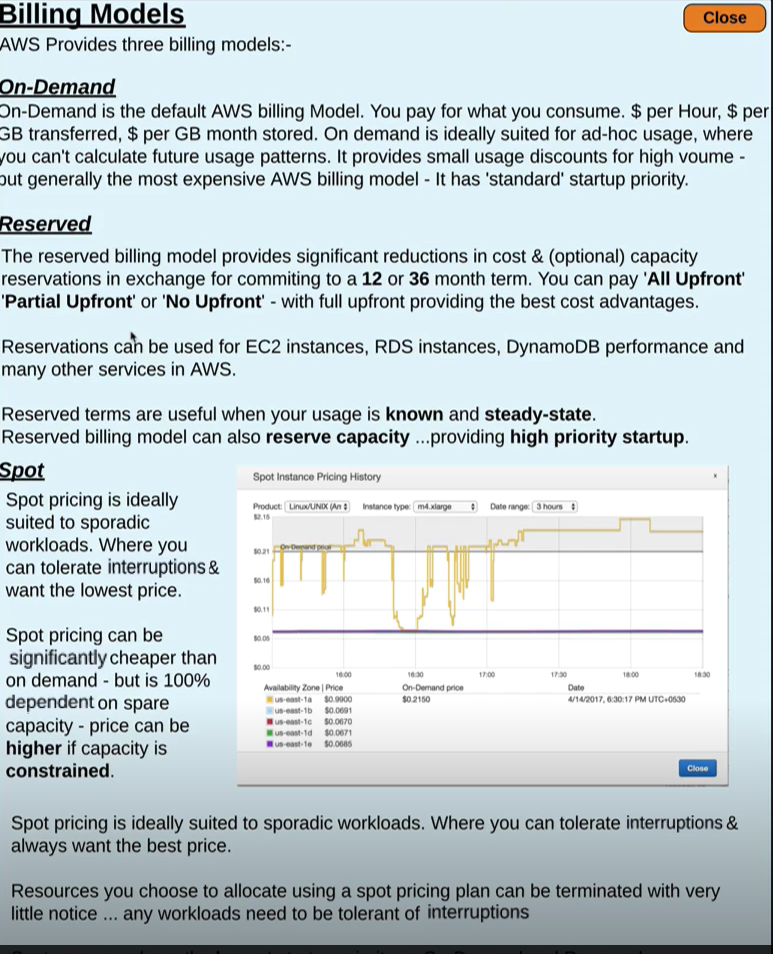 Billing Models
Close
AWS Provides three billing models:-
On-Demand
On-Demand is the default AWS billing Model. You pay for what you consume. $ per Hour, $ per
GB transferred, $ per GB month stored. On demand is ideally suited for ad-hoc usage, where
you can't calculate future usage patterns. It provides small usage discounts for high voume -
but generally the most expensive AWS billing model - It has 'standard' startup priority.
Reserved
The reserved billing model provides significant reductions in cost & (optional) capacity
reservations in exchange for commiting to a 12 or 36 month term. You can pay 'All Upfront'
'Partial Upfront' or 'No Upfront' - with full upfront providing the best cost advantages.
Reservations can be used for EC2 instances, RDS instances, DynamoDB performance and
many other services in AWS.
Reserved terms are useful when your usage is known and steady-state.
Reserved billing model can also reserve capacity ...providing high priority startup.
Spot
Spot pricing is ideally
suited to sporadic
workloads. Where you
can tolerate interruptions &
want the lowest price.
Spot pricing can be
significantly cheaper than
on demand - but is 100%
dependent on spare
capacity - price can be
higher if capacity is
constrained.
Spot Instance Pricing History
x
Product: Linux/UNIX (Am Instance type: m4.xlarge Date range: 3 hours
$2.15
$0.21
On-Demand price
$0.16
$0.11
$0.05
$0.00
16:00 16:30 17:00 17:30 18:00 18:30
Availability Zone | Price On-Demand price Date
us-east-1a $0.9900 $0.2150 4/14/2017, 6:30:17 PM UTC+0530
us-east-1b $0.0691
us-east-1c $0.0670
us-east-1d $0.0671
us-east-1e $0.0685
Close
Spot pricing is ideally suited to sporadic workloads. Where you can tolerate interruptions &
always want the best price.
Resources you choose to allocate using a spot pricing plan can be terminated with very
little notice ... any workloads need to be tolerant of interruptions